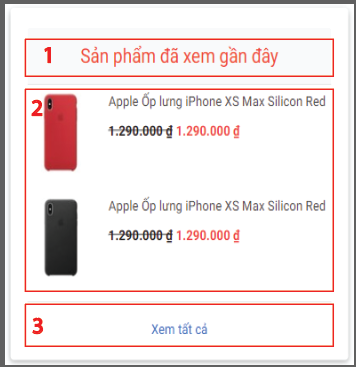 1 Sản phẩm đã xem gần đây
2 Apple Ốp lưng iPhone XS Max Silicon Red
1.290.000 ₫ 1.290.000 ₫
Apple Ốp lưng iPhone XS Max Silicon Red
1.290.000 ₫ 1.290.000 ₫
3 Xem tất cả